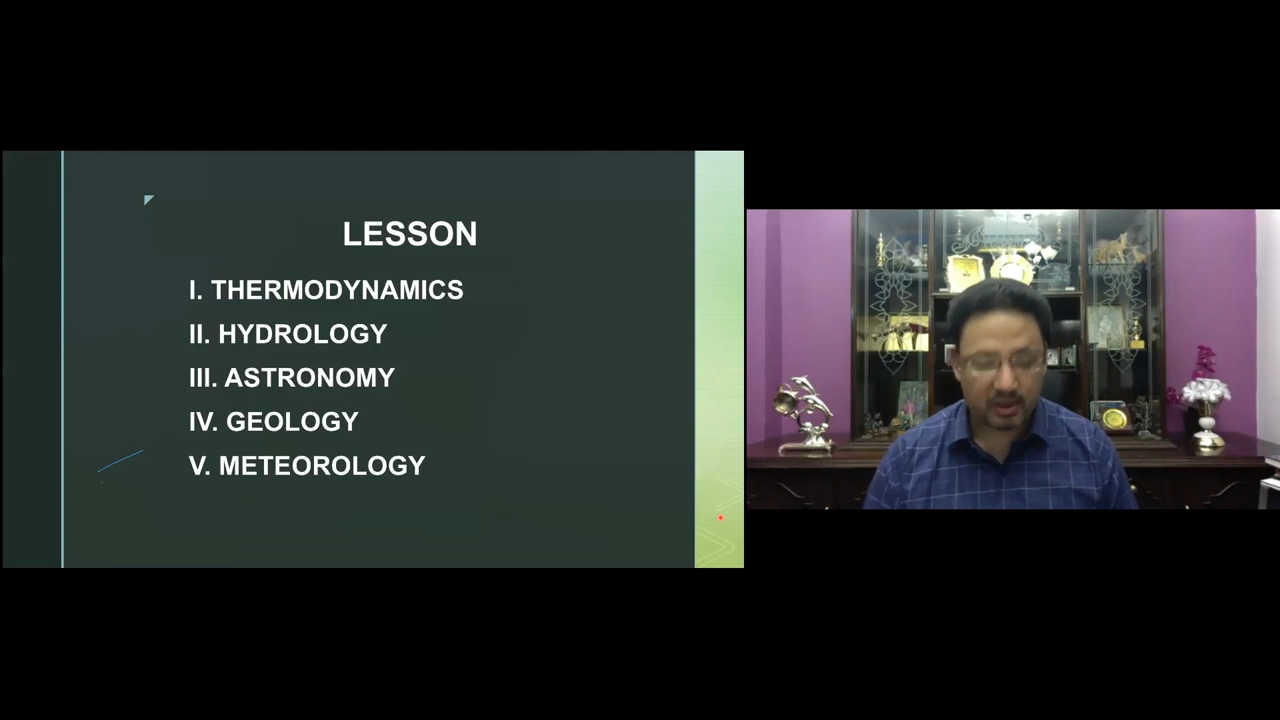 LESSON
I. THERMODYNAMICS
II. HYDROLOGY
III. ASTRONOMY
IV. GEOLOGY
V. METEOROLOGY